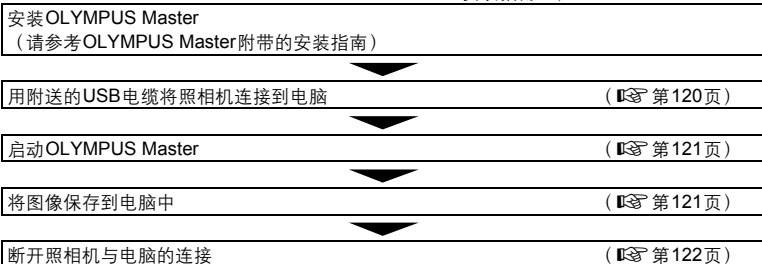 安装OLYMPUS Master
（请参考OLYMPUS Master附带的安装指南）
用附送的USB电缆将照相机连接到电脑 （☞第120页）
启动OLYMPUS Master （☞第121页）
将图像保存到电脑中 （☞第121页）
断开照相机与电脑的连接 （☞第122页）